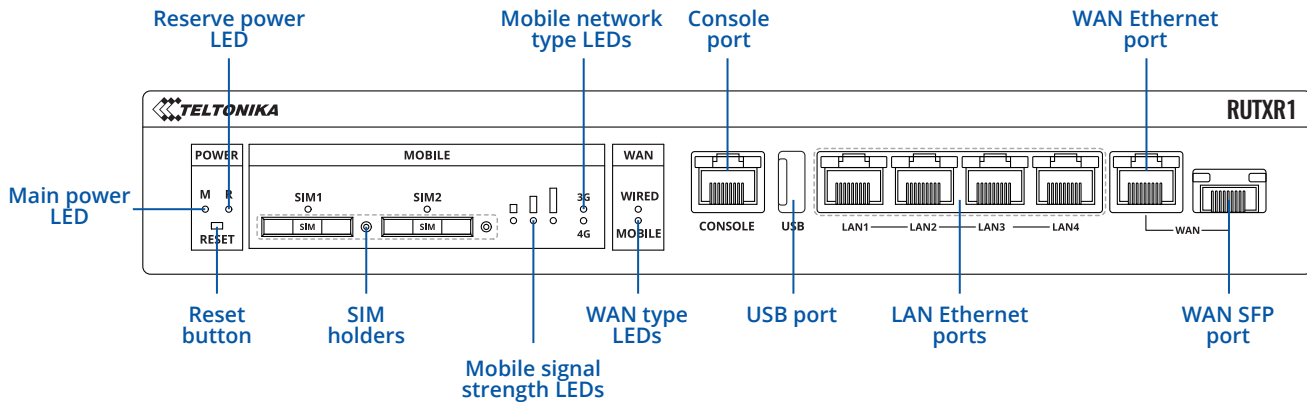 Reserve power
LED
Mobile network
type LEDs
Console
port
WAN Ethernet
port
TELTONIKA
RUTXR1
POWER
MOBILE
WAN
Main power
LED
M R
SIM1
SIM2
3G
WIRED
SIM
SIM
RESET
4G
MOBILE
CONSOLE
USB
LAN1
LAN2
LAN3
LAN4
WAN
Reset
button
SIM
holders
WAN type
LEDs
USB port
LAN Ethernet
ports
WAN SFP
port
Mobile signal
strength LEDs